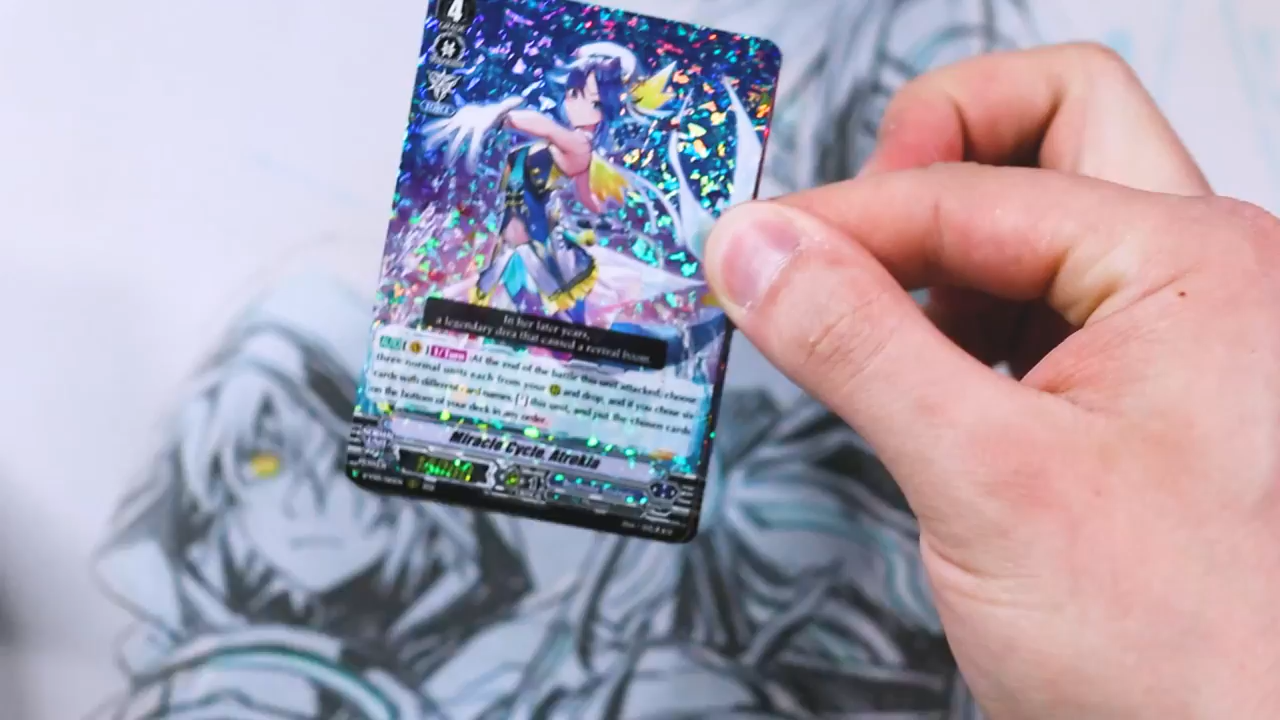 4
In her later years,
a legendary diva that caused a revival boom.
AUTO [ ] 1/Turn :At the end of the battle this unit attacked, choose
three normal units each from your and drop, and if you chose six
cards with different card names, [ ] this unit, and put the chosen cards
on the bottom of your deck in any order.
Miracle Cycle, Atrekia